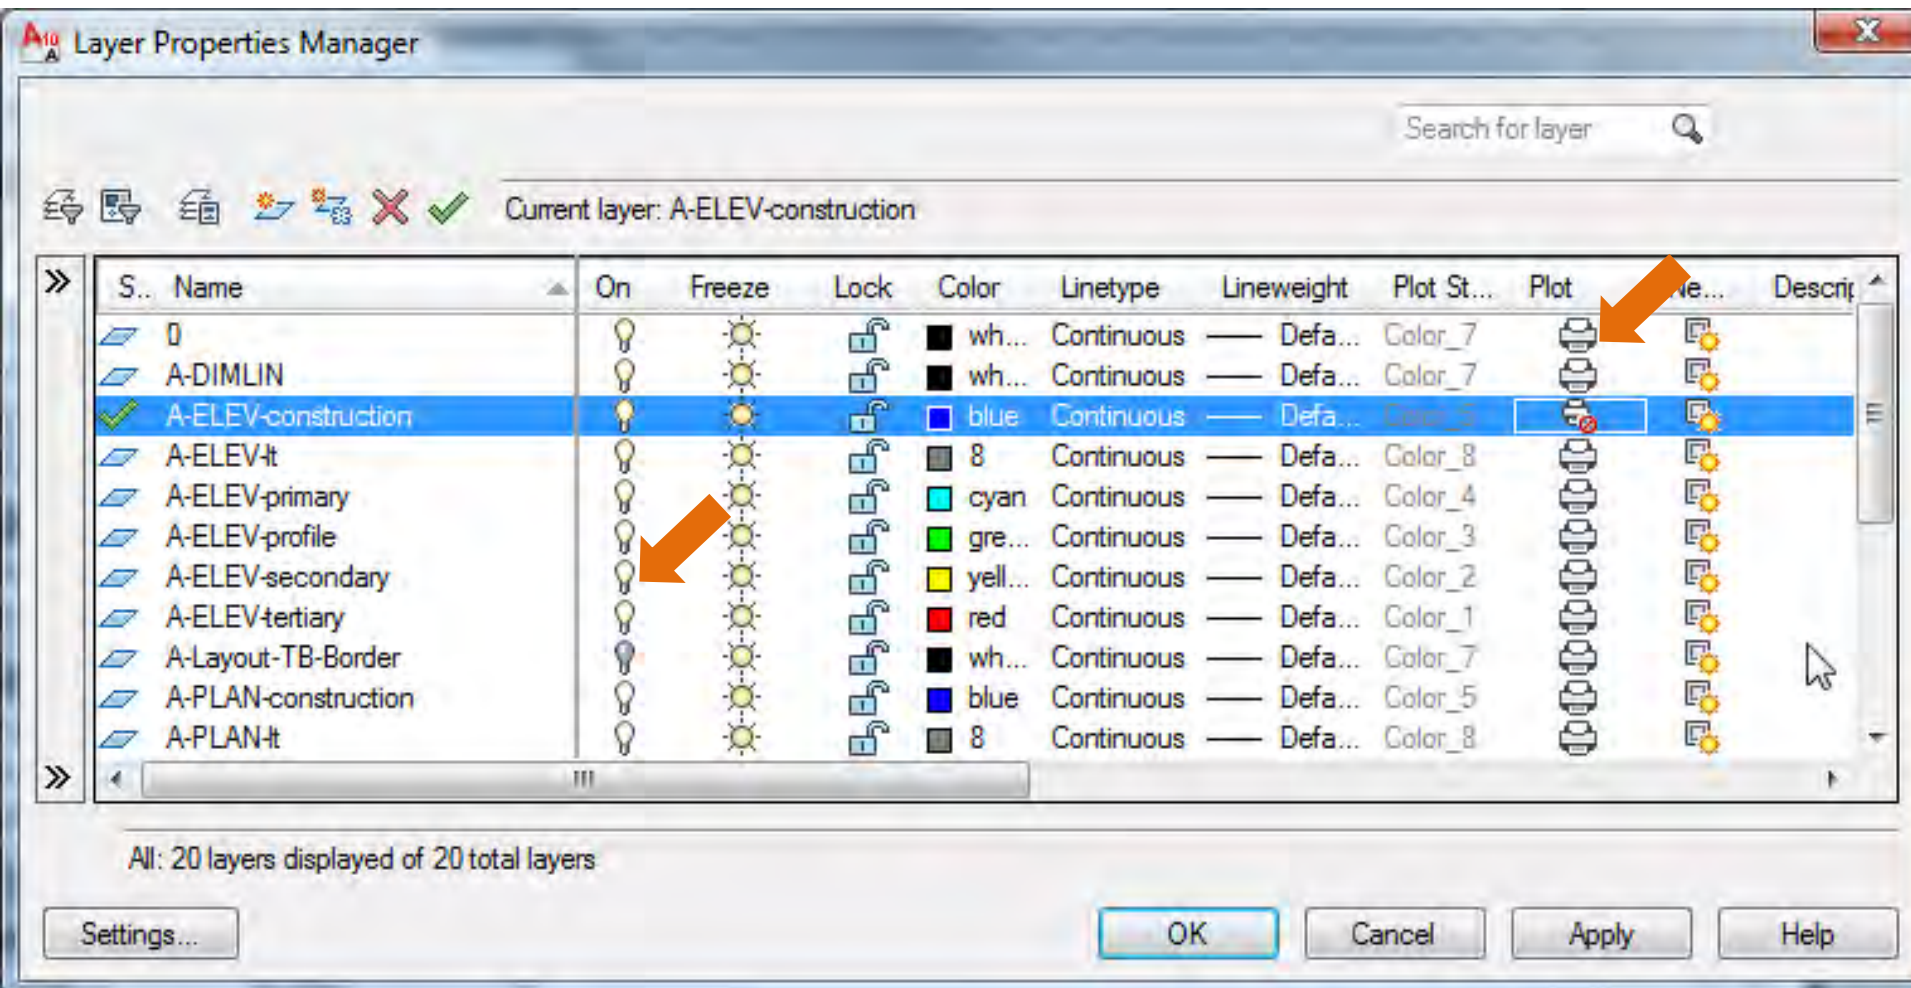 Layer Properties Manager
Search for layer
Current layer: A-ELEV-construction
S.. Name On Freeze Lock Color Linetype Lineweight Plot St... Plot Ne... Descrip
0 wh... Continuous Defa... Color_7
A-DIMLIN wh... Continuous Defa... Color_7
A-ELEV-construction blue Continuous Defa... Color_5
A-ELEV-lt 8 Continuous Defa... Color_8
A-ELEV-primary cyan Continuous Defa... Color_4
A-ELEV-profile gre... Continuous Defa... Color_3
A-ELEV-secondary yell... Continuous Defa... Color_2
A-ELEV-tertiary red Continuous Defa... Color_1
A-Layout-TB-Border wh... Continuous Defa... Color_7
A-PLAN-construction blue Continuous Defa... Color_5
A-PLAN-lt 8 Continuous Defa... Color_8
All: 20 layers displayed of 20 total layers
Settings... OK Cancel Apply Help